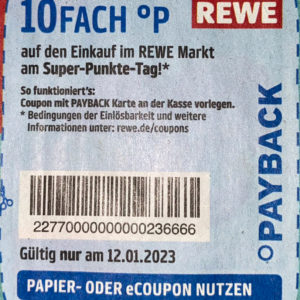 10FACH °P
REWE
auf den Einkauf im REWE Markt
am Super-Punkte-Tag!*
So funktioniert's:
Coupon mit PAYBACK Karte an der Kasse vorlegen.
* Bedingungen der Einlösbarkeit und weitere
Informationen unter: rewe.de/coupons
PAYBACK
22770000000000236666
Gültig nur am 12.01.2023
PAPIER- ODER eCOUPON NUTZEN